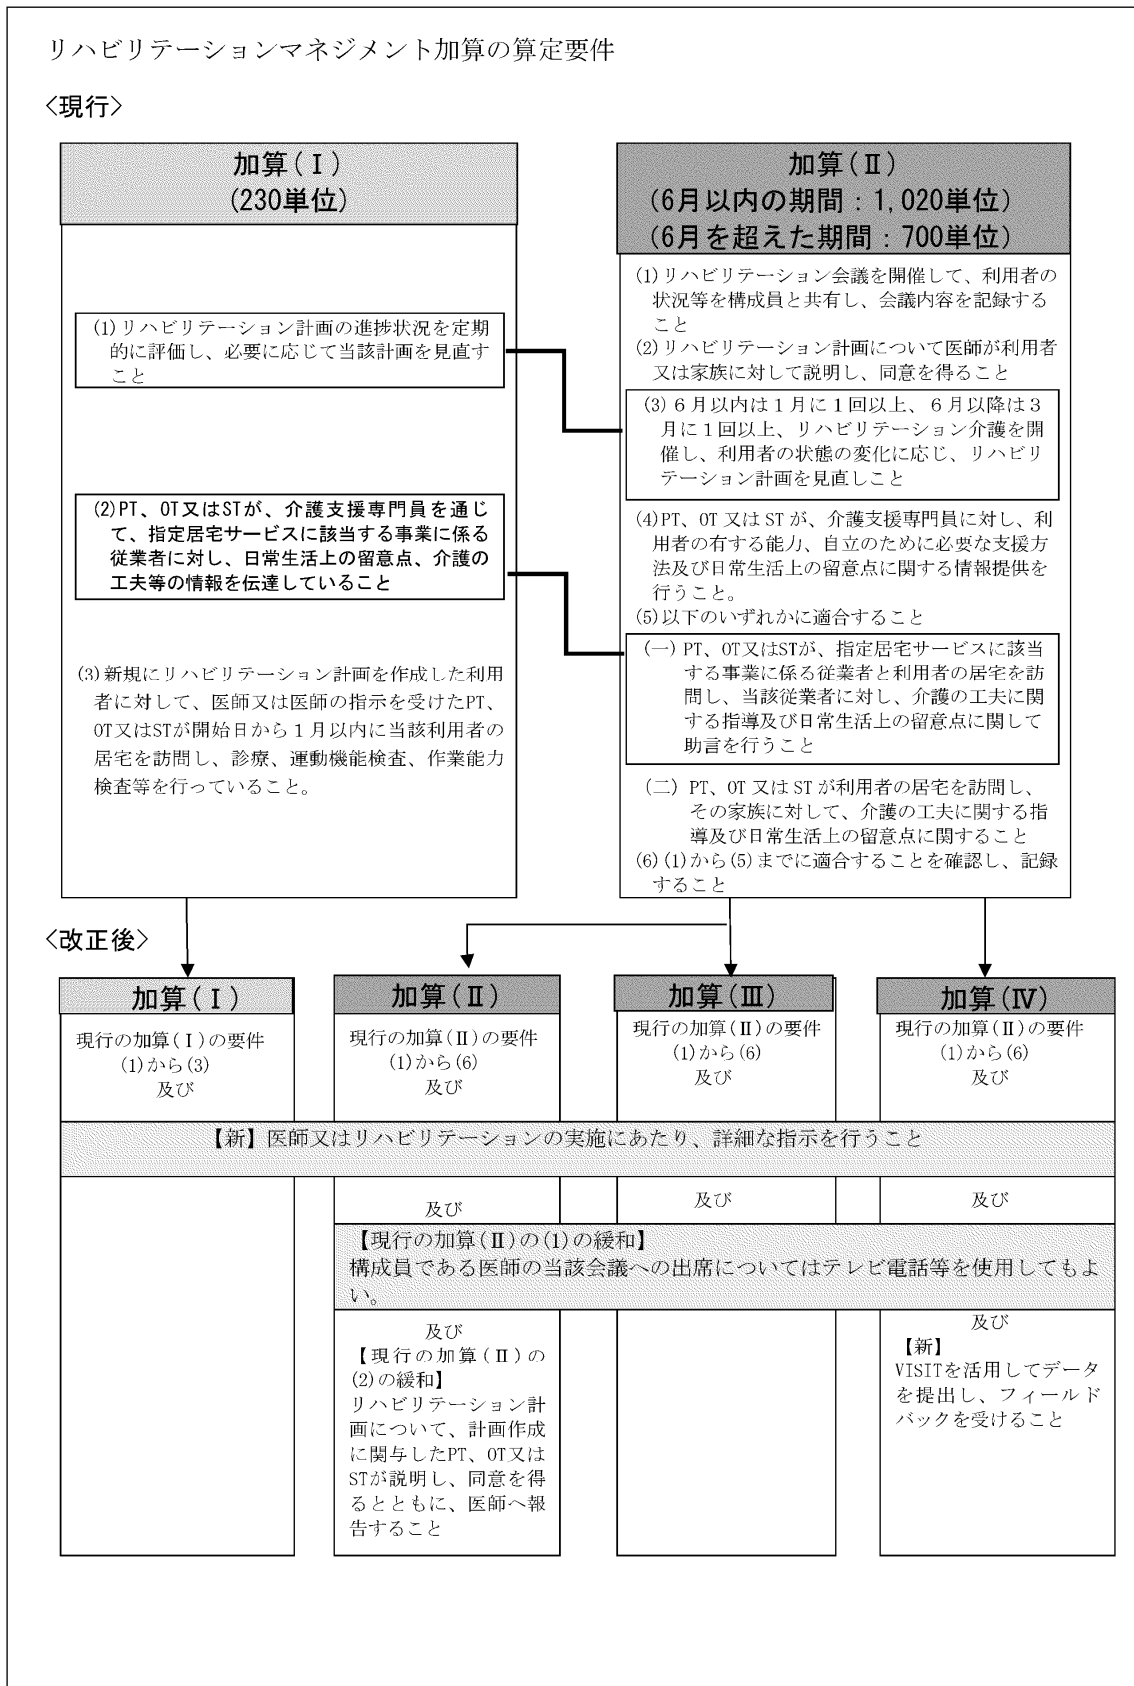 リハビリテーションマネジメント加算の算定要件
<現行>
加算(Ⅰ)
(230単位)
(1)リハビリテーション計画の進捗状況を定期
的に評価し、必要に応じて当該計画を見直す
こと
(2)PT、OT又はSTが、介護支援専門員を通じ
て、指定居宅サービスに該当する事業に係る
従業者に対し、日常生活上の留意点、介護の
工夫等の情報を伝達していること
(3)新規にリハビリテーション計画を作成した利用
者に対して、医師又は医師の指示を受けたPT、
OT又はSTが開始日から１月以内に当該利用者の
居宅を訪問し、診療、運動機能検査、作業能力
検査等を行っていること。
加算(Ⅱ)
(6月以内の期間：1,020単位)
(6月を超えた期間：700単位)
(1)リハビリテーション会議を開催して、利用者の
状況等を構成員と共有し、会議内容を記録する
こと
(2)リハビリテーション計画について医師が利用者
又は家族に対して説明し、同意を得ること
(3)６月以内は１月に１回以上、６月以降は３
月に１回以上、リハビリテーション介護を開
催し、利用者の状態の変化に応じ、リハビリ
テーション計画を見直しこと
(4)PT、OT 又は ST が、介護支援専門員に対し、利
用者の有する能力、自立のために必要な支援方
法及び日常生活上の留意点に関する情報提供を
行うこと。
(5)以下のいずれかに適合すること
(一) PT、OT又はSTが、指定居宅サービスに該当
する事業に係る従業者と利用者の居宅を訪
問し、当該従業者に対し、介護の工夫に関
する指導及び日常生活上の留意点に関して
助言を行うこと
(二) PT、OT 又は ST が利用者の居宅を訪問し、
その家族に対して、介護の工夫に関する指
導及び日常生活上の留意点に関すること
(6)(1)から(5)までに適合することを確認し、記録
すること
<改正後>
加算(Ⅰ)
現行の加算(Ⅰ)の要件
(1)から(3)
及び
加算(Ⅱ)
現行の加算(Ⅱ)の要件
(1)から(6)
及び
加算(Ⅲ)
現行の加算(Ⅱ)の要件
(1)から(6)
及び
加算(Ⅳ)
現行の加算(Ⅱ)の要件
(1)から(6)
及び
【新】医師又はリハビリテーションの実施にあたり、詳細な指示を行うこと
及び
及び
及び
【現行の加算(Ⅱ)の(1)の緩和】
構成員である医師の当該会議への出席についてはテレビ電話等を使用してもよ
い。
及び
【現行の加算(Ⅱ)の
(2)の緩和】
リハビリテーション計
画について、計画作成
に関与したPT、OT又は
STが説明し、同意を得
るとともに、医師へ報
告すること
及び
【新】
VISITを活用してデータ
を提出し、フィールド
バックを受けること